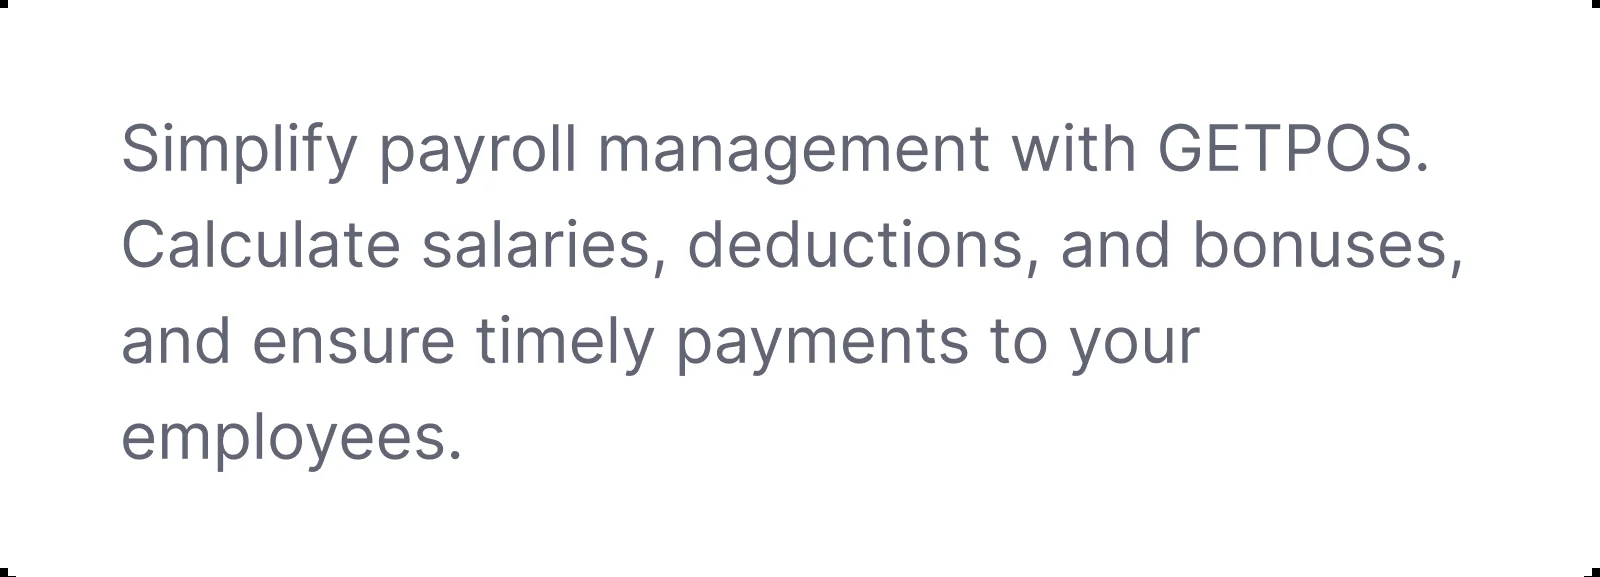 Simplify payroll management with GETPOS.
Calculate salaries, deductions, and bonuses,
and ensure timely payments to your
employees.